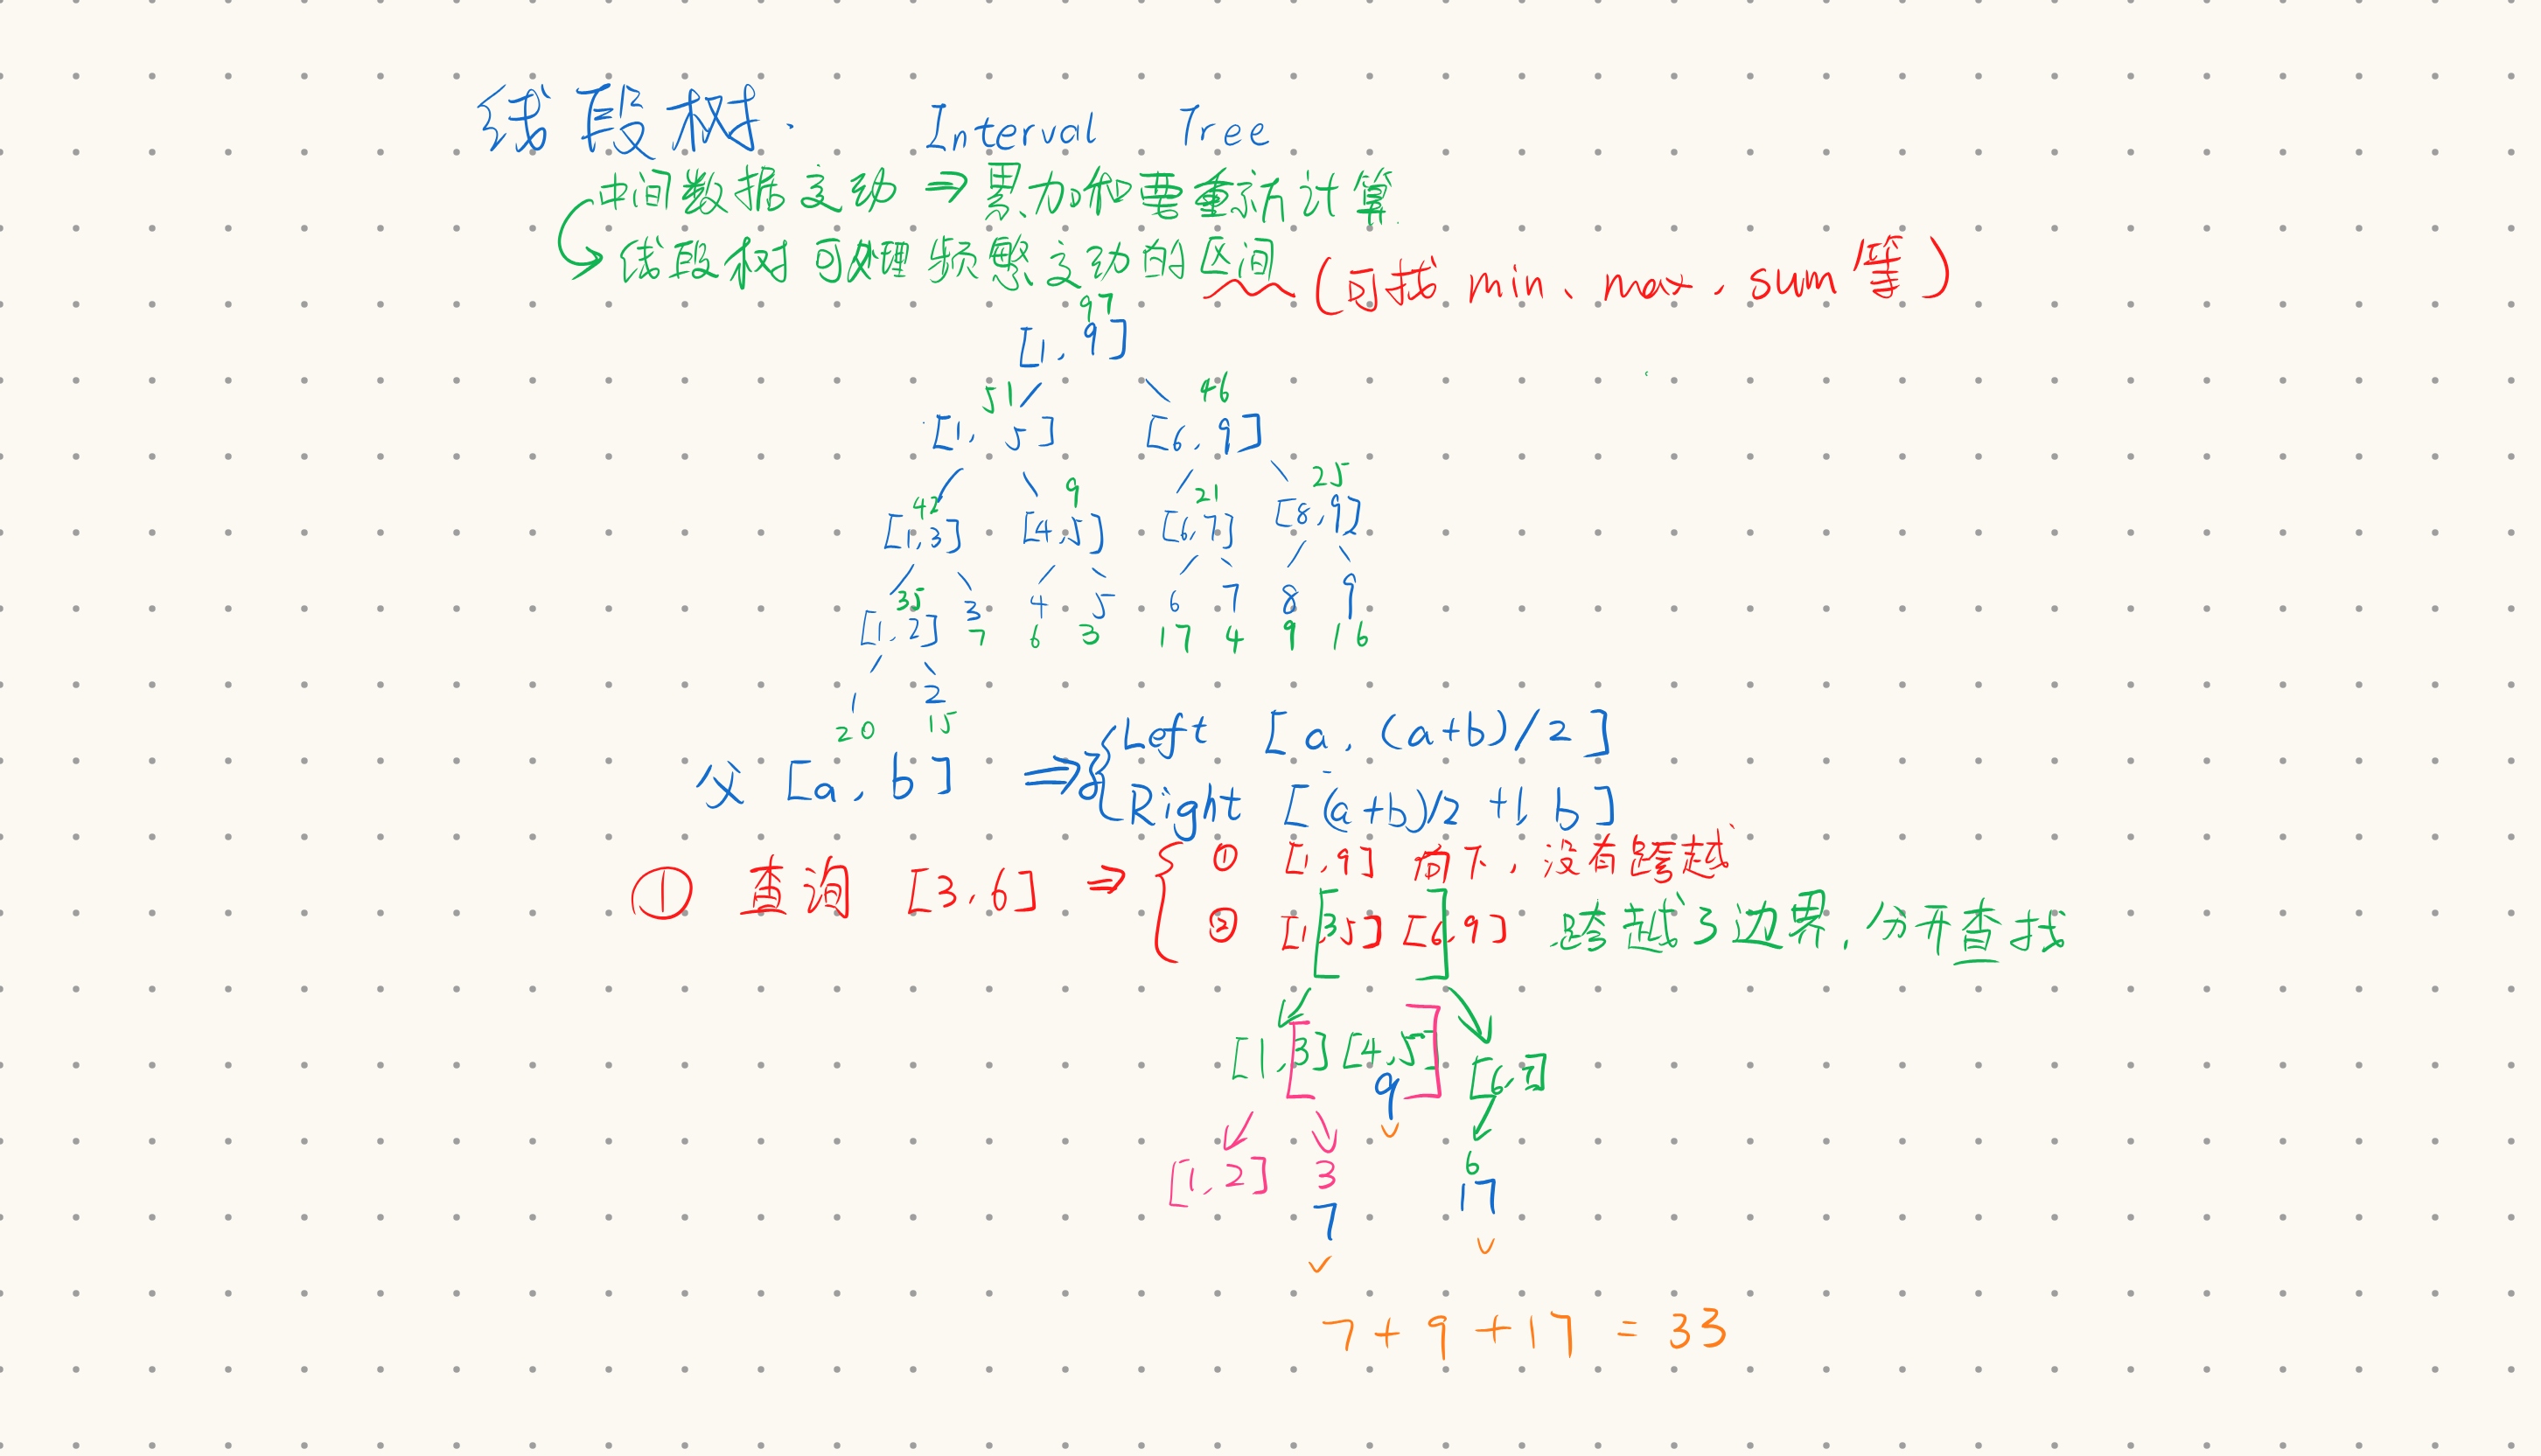 线段树. Interval Tree
中间数据变动 ⇒ 累加和要重新计算
线段树可处理频繁变动的区间 (可找 min、max、sum等)
97
[1, 9]
51 46
[1, 5] [6, 9]
42 9 21 25
[1,3] [4,5] [6,7] [8,9]
35 3 4 5 6 7 8 9
[1,2] 7 6 3 17 4 9 16
1 2
20 15
父 [a, b] ⇒ { Left [a, (a+b)/2]
Right [(a+b)/2 +1, b]
① 查询 [3,6] ⇒ { ① [1,9] 向下, 没有跨越
② [1,3 5] [6,9] 跨越了边界, 分开查找
[1,3] [4,5] [6,7]
9
[1,2] 3 6
7 17
7 + 9 + 17 = 33